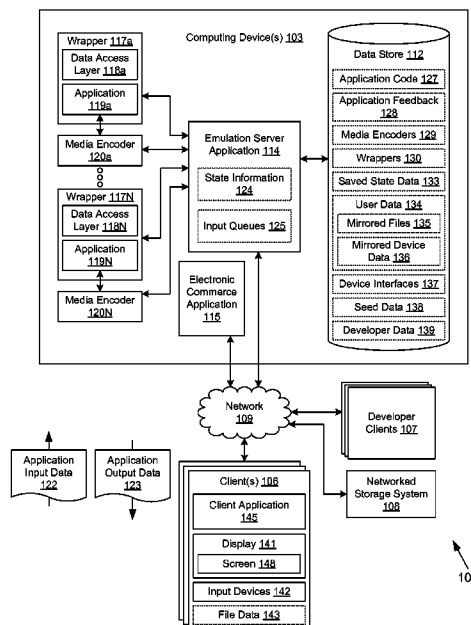 Computing Device(s) 103
Wrapper 117a
Data Access
Layer 118a
Application
119a
Media Encoder
120a
Wrapper 117N
Data Access
Layer 118N
Application
119N
Media Encoder
120N
Emulation Server
Application 114
State Information
124
Input Queues 125
Electronic
Commerce
Application
115
Data Store 112
Application Code 127
Application Feedback
128
Media Encoders 129
Wrappers 130
Saved State Data 133
User Data 134
Mirrored Files 135
Mirrored Device
Data 136
Device Interfaces 137
Seed Data 138
Developer Data 139
Network
109
Developer
Clients 107
Networked
Storage System
108
Application
Input Data
122
Application
Output Data
123
Client(s) 106
Client Application
145
Display 141
Screen 148
Input Devices 142
File Data 143
10